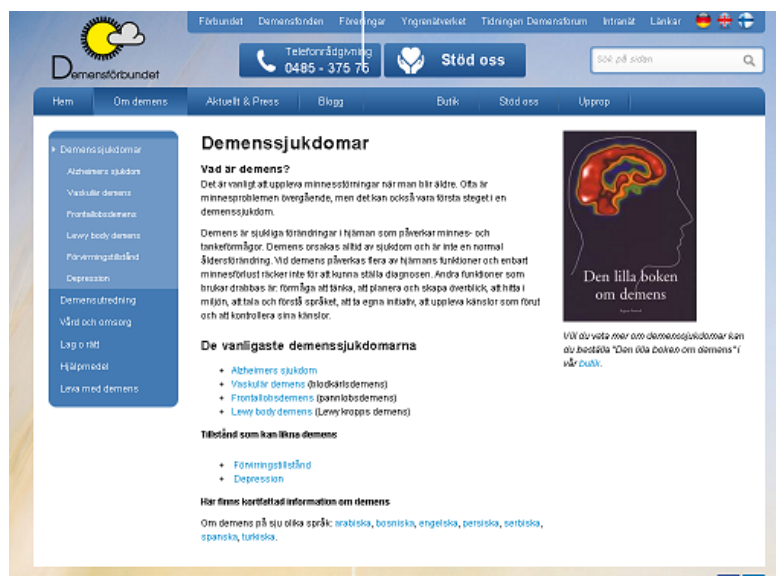 Förbundet Demensfonden Föreningar Yngrenätverket Tidningen Demensforum Intranät Länkar
Demensförbundet
Telefonrådgivning
0485 - 375 75
Stöd oss
Sök på sidan
Hem Om demens Aktuellt & Press Blogg Butik Stöd oss Upprop
Demenssjukdomar
Alzheimers sjukdom
Vaskulär demens
Frontallobsdemens
Lewy body demens
Förvirringstillstånd
Depression
Demensutredning
Vård och omsorg
Lag o rätt
Hjälpmedel
Leva med demens
Demenssjukdomar
Vad är demens?
Det är vanligt att uppleva minnesstörningar när man blir äldre. Ofta är
minnesproblemen övergående, men det kan också vara första steget i en
demenssjukdom.
Demens är sjukliga förändringar i hjärnan som påverkar minnes- och
tankeförmågor. Demens orsakas alltid av sjukdom och är inte en normal
åldersförändring. Vid demens påverkas flera av hjärnans funktioner och enbart
minnesförlust räcker inte för att kunna ställa diagnosen. Andra funktioner som
brukar drabbas är: förmåga att tänka, att planera och skapa överblick, att hitta i
miljön, att tala och förstå språket, att ta egna initiativ, att uppleva känslor som förut
och att kontrollera sina känslor.
De vanligaste demenssjukdomarna
Alzheimers sjukdom
Vaskulär demens (blodkärlsdemens)
Frontallobsdemens (pannlobsdemens)
Lewy body demens (Lewy kropps demens)
Tillstånd som kan likna demens
Förvirringstillstånd
Depression
Här finns kortfattad information om demens
Om demens på sju olika språk: arabiska, bosniska, engelska, persiska, serbiska,
spanska, turkiska.
Den lilla boken
om demens
Vill du veta mer om demenssjukdomar kan
du beställa "Den lilla boken om demens" i
vår butik.